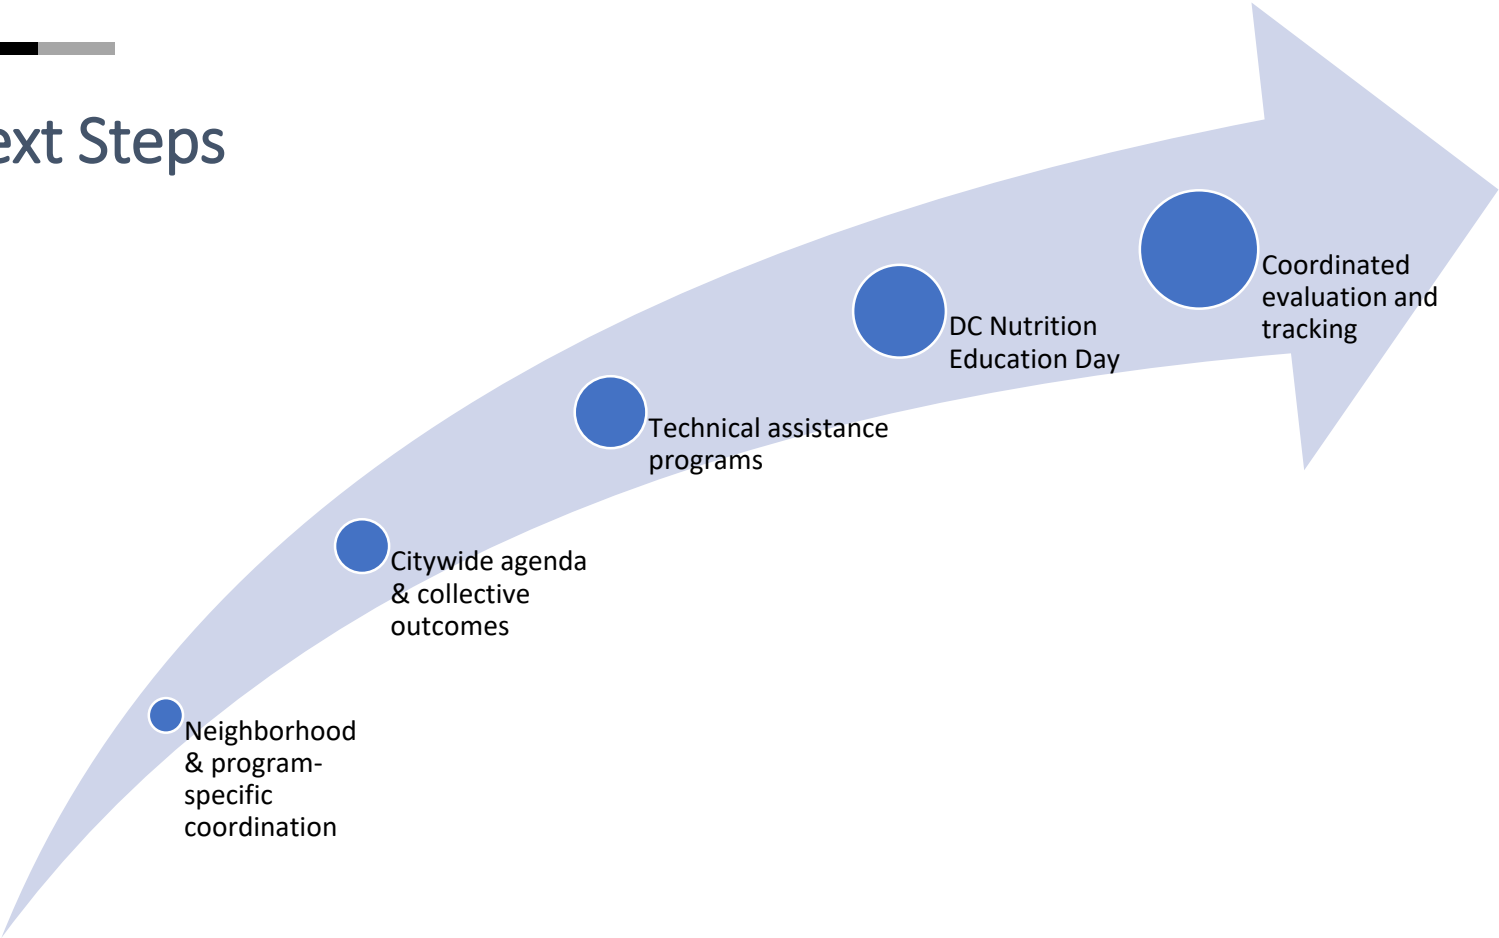 ext Steps
Coordinated
evaluation and
tracking
DC Nutrition
Education Day
Technical assistance
programs
Citywide agenda
& collective
outcomes
Neighborhood
& program-
specific
coordination